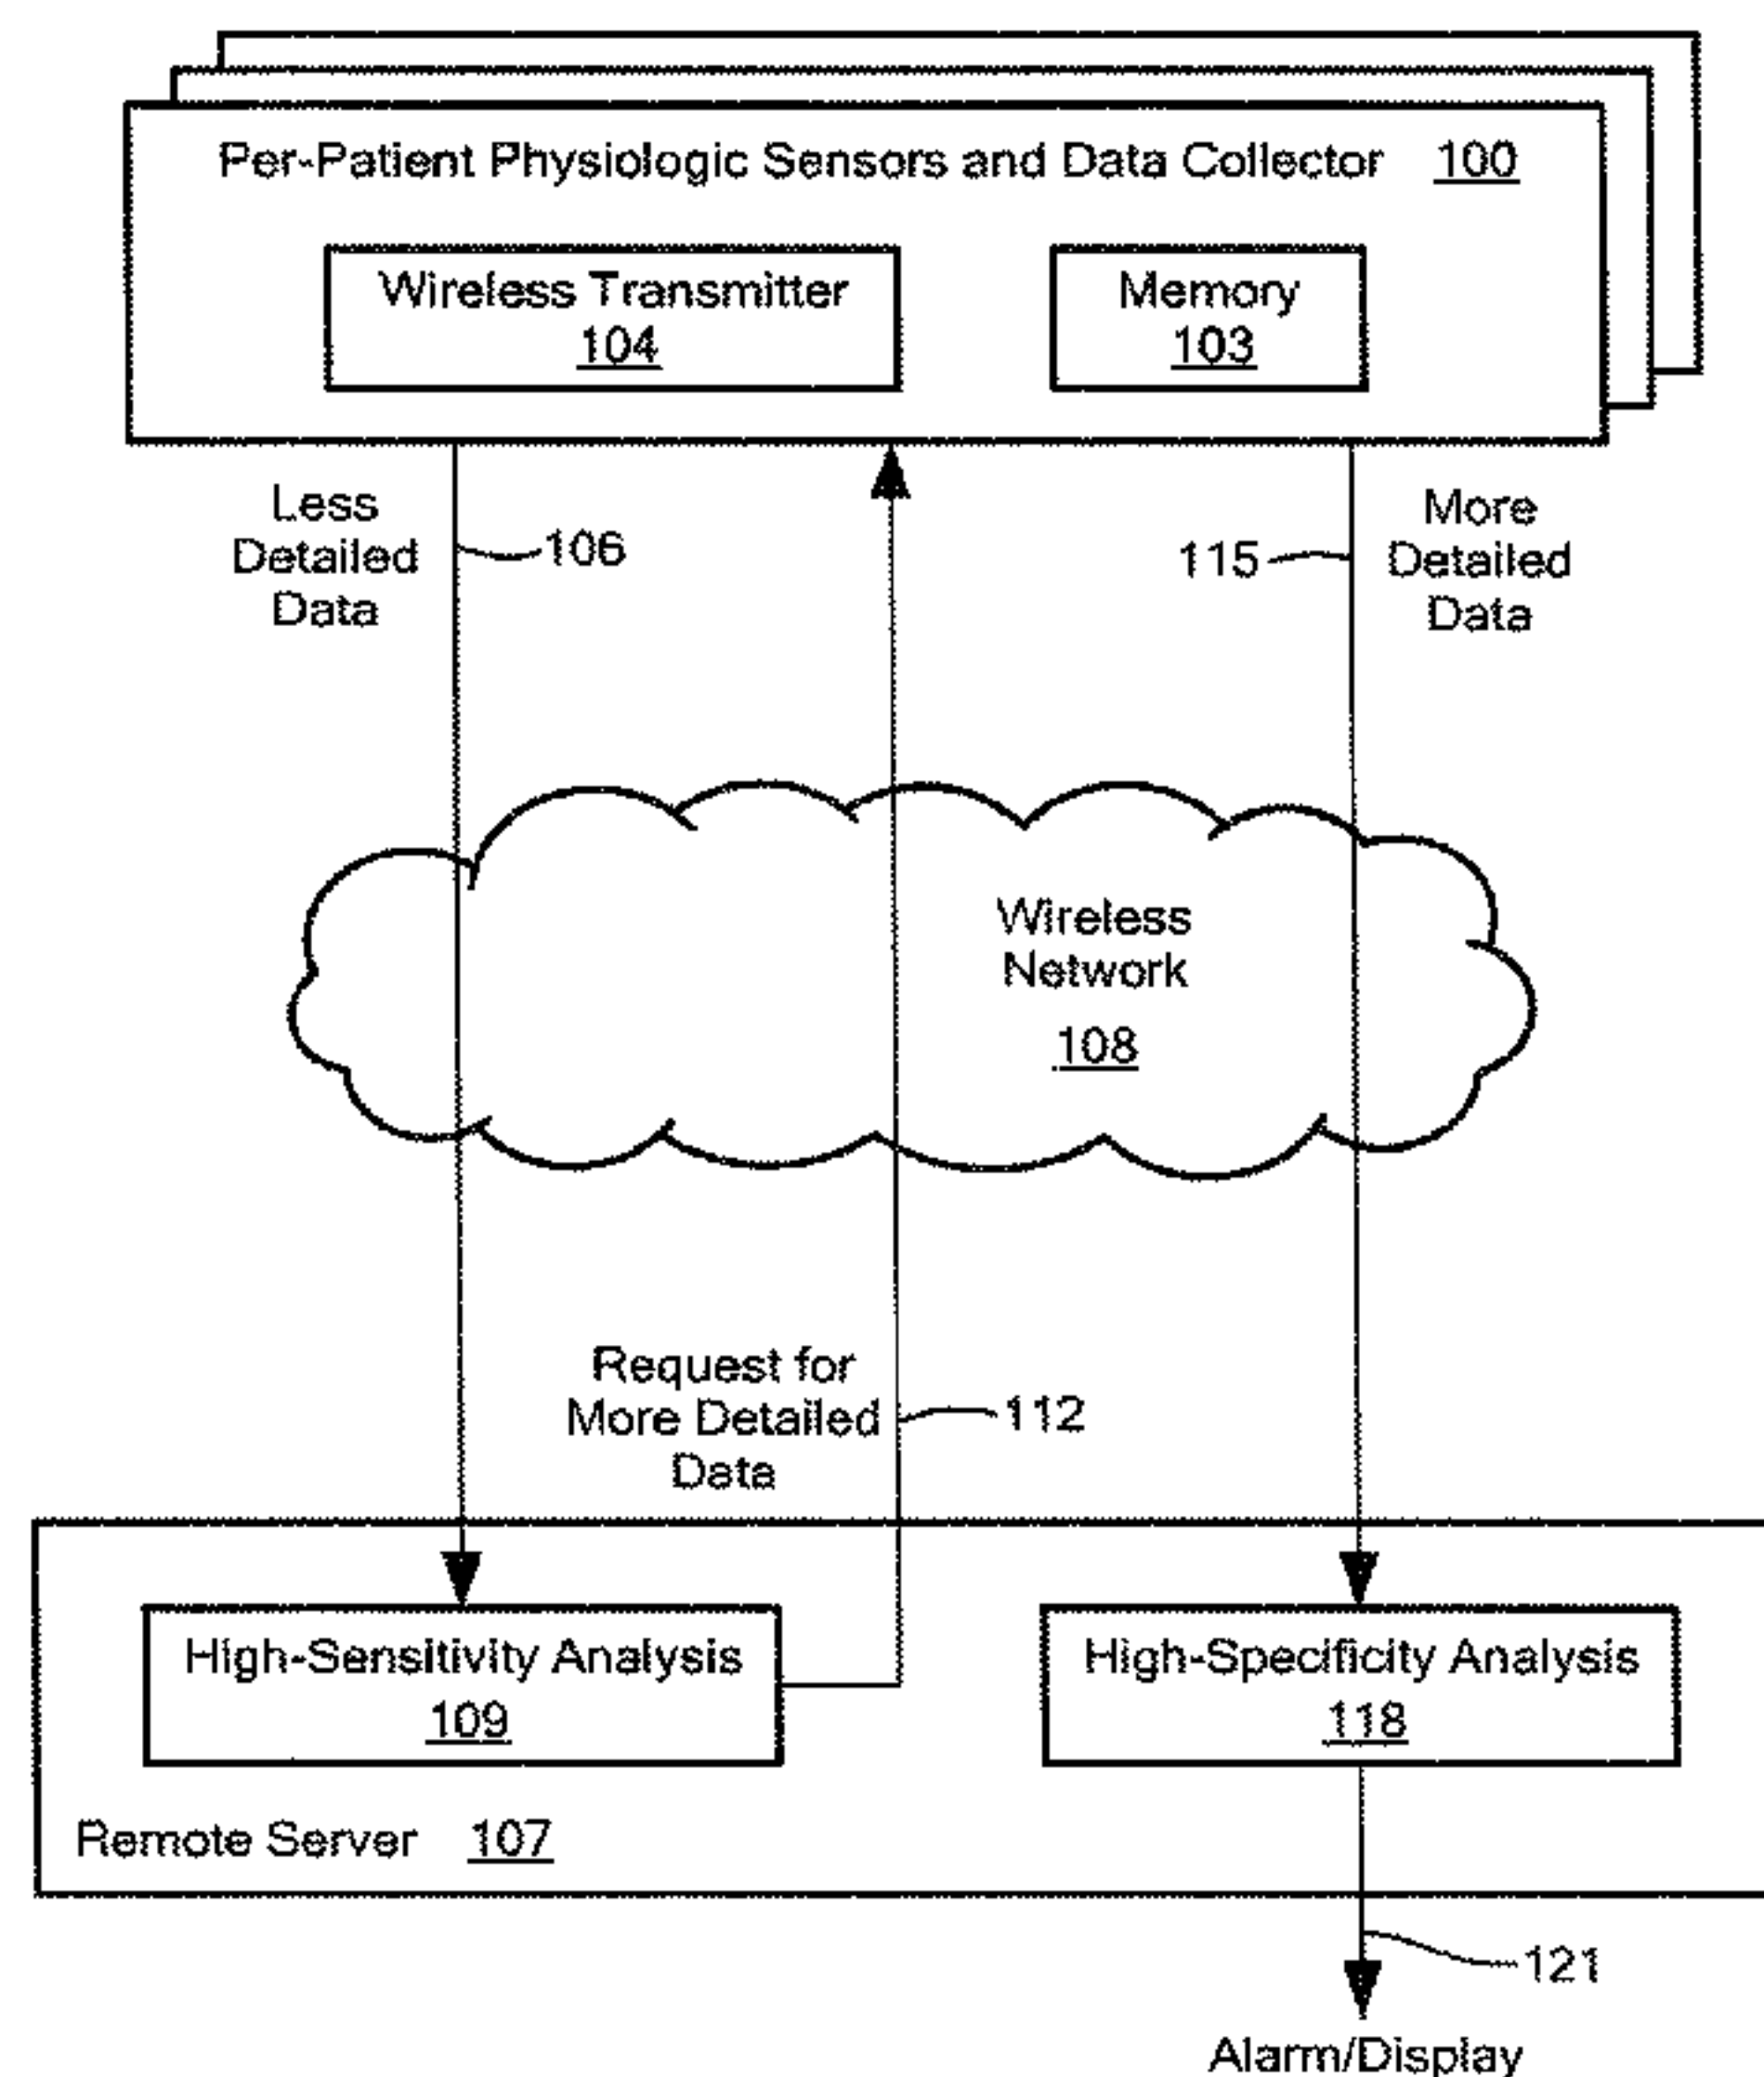 Per-Patient Physiologic Sensors and Data Collector 100
Wireless Transmitter
104
Memory
103
Less
Detailed
Data
106
115
More
Detailed
Data
Wireless
Network
108
Request for
More Detailed
Data
112
High-Sensitivity Analysis
109
High-Specificity Analysis
118
Remote Server 107
121
Alarm/Display